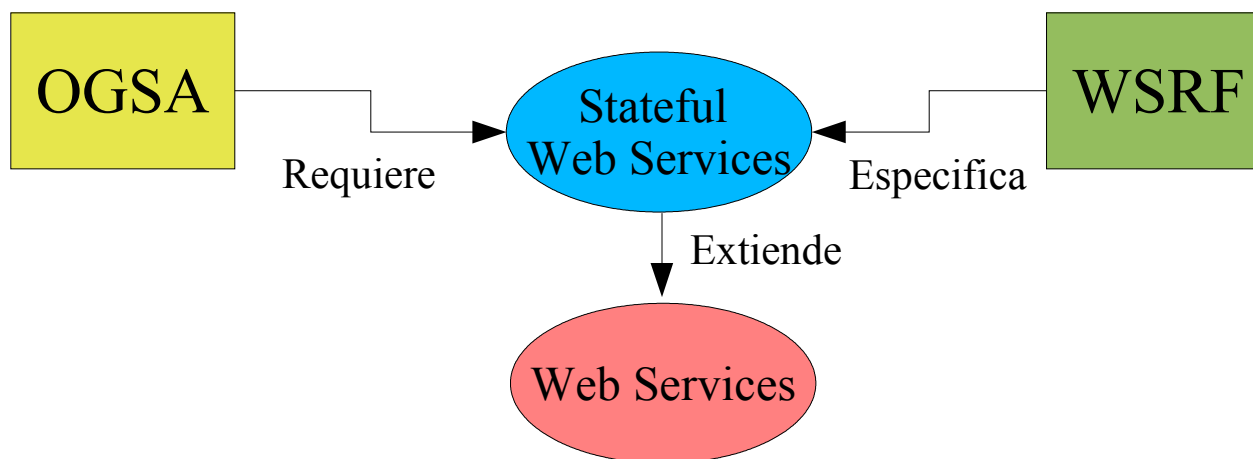 OGSA
Stateful
Web Services
WSRF
Requiere
Especifica
Extiende
Web Services